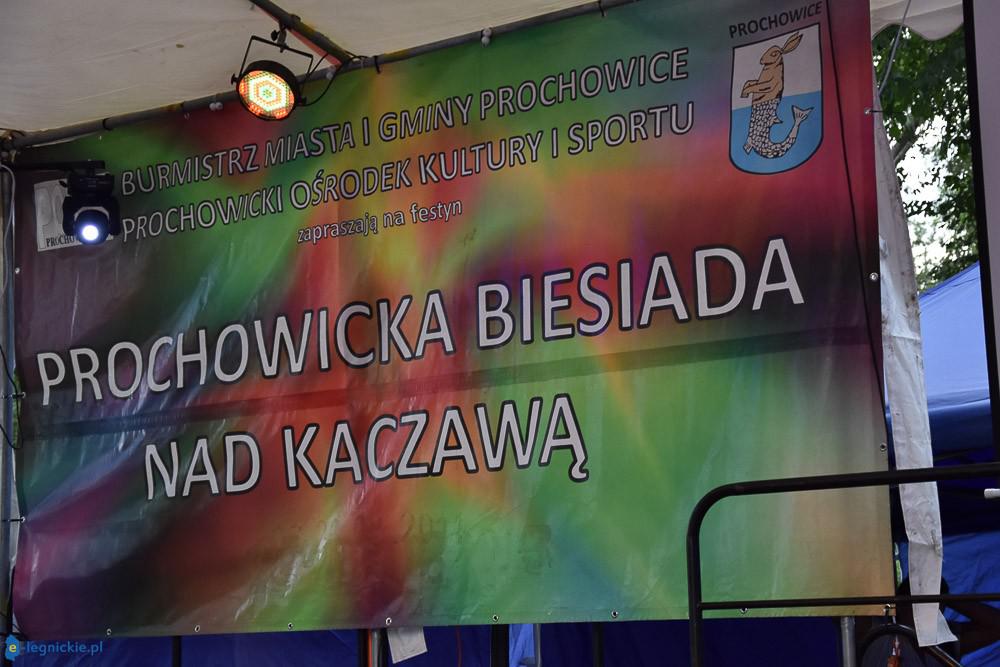 PROCHOWICE
BURMISTRZ MIASTA I GMINY PROCHOWICE
PROCHOWICKI OŚRODEK KULTURY I SPORTU
zapraszają na festyn
PROCHOWICKA BIESIADA
NAD KACZAWĄ
e-legnickie.pl